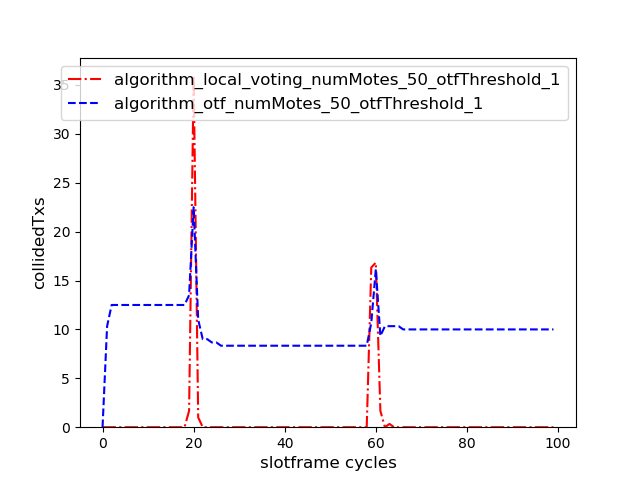 algorithm_local_voting_numMotes_50_otfThreshold_1
algorithm_otf_numMotes_50_otfThreshold_1
35
30
25
20
15
10
5
0
collidedTxs
0 20 40 60 80 100
slotframe cycles